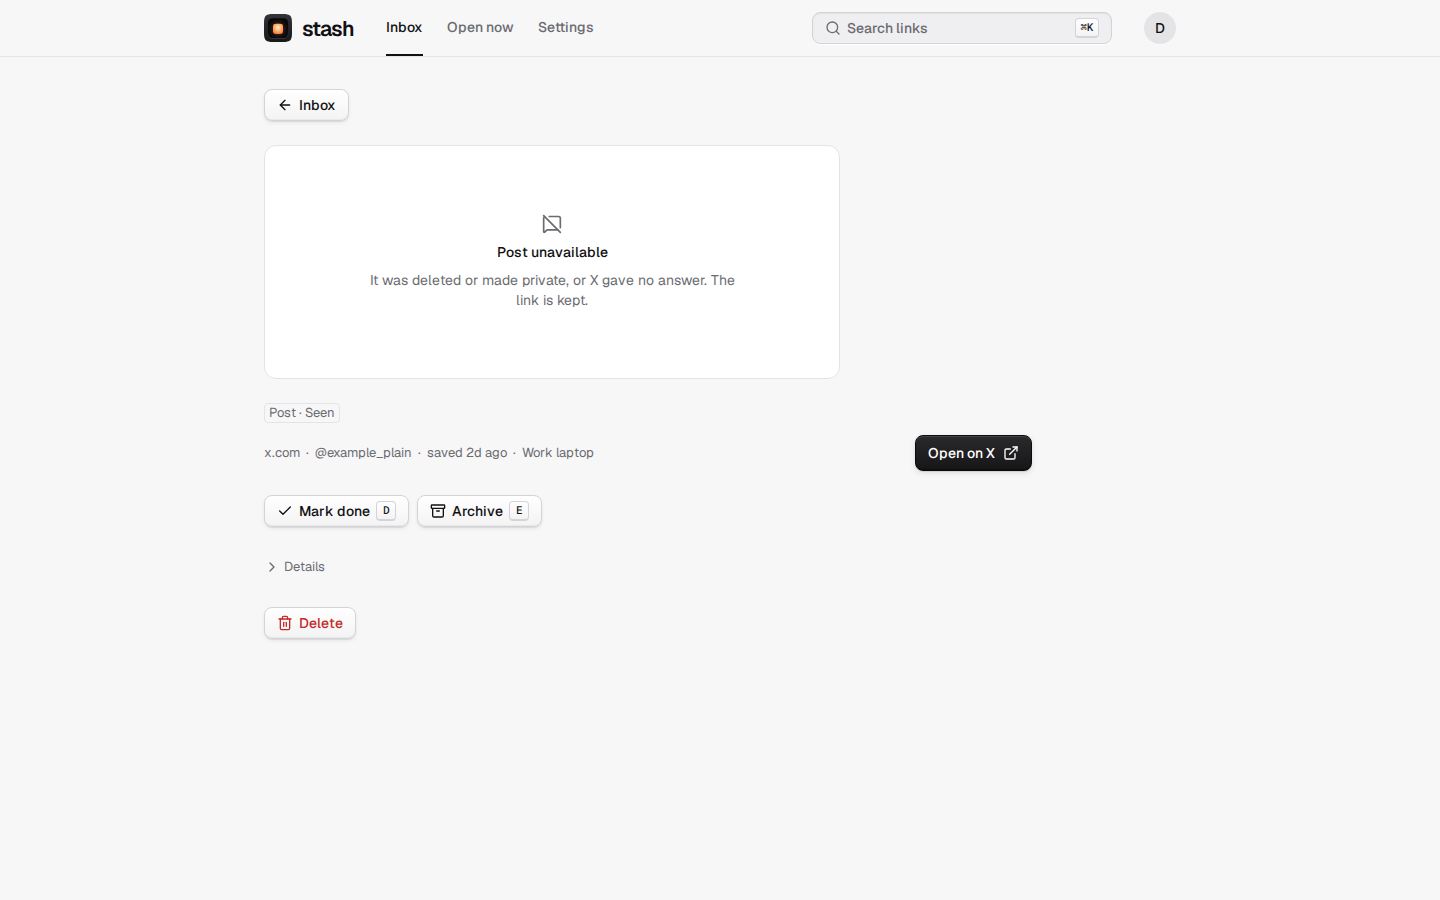 stash
Inbox
Open now
Settings
Search links
⌘K
D
Inbox
Post unavailable
It was deleted or made private, or X gave no answer. The
link is kept.
Post · Seen
x.com · @example_plain · saved 2d ago · Work laptop
Open on X
Mark done D
Archive E
Details
Delete